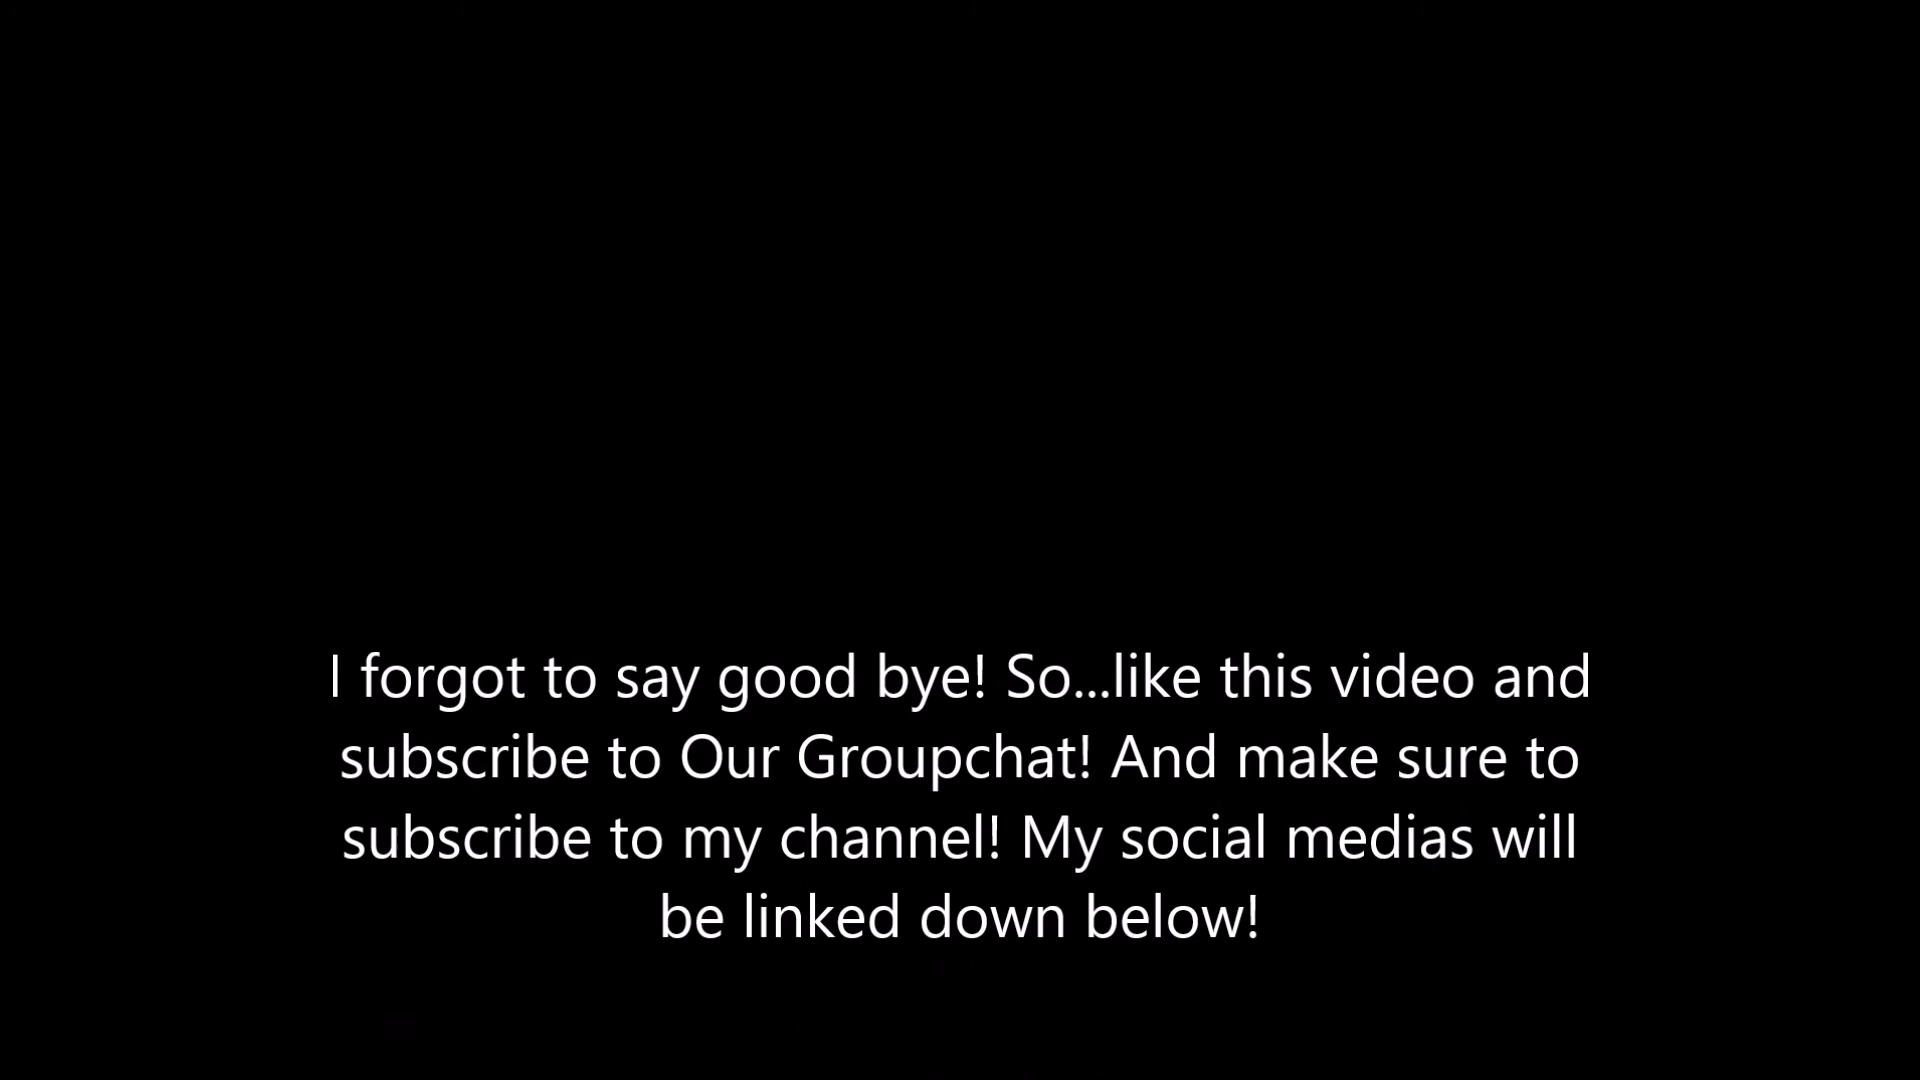 I forgot to say good bye! So...like this video and
subscribe to Our Groupchat! And make sure to
subscribe to my channel! My social medias will
be linked down below!